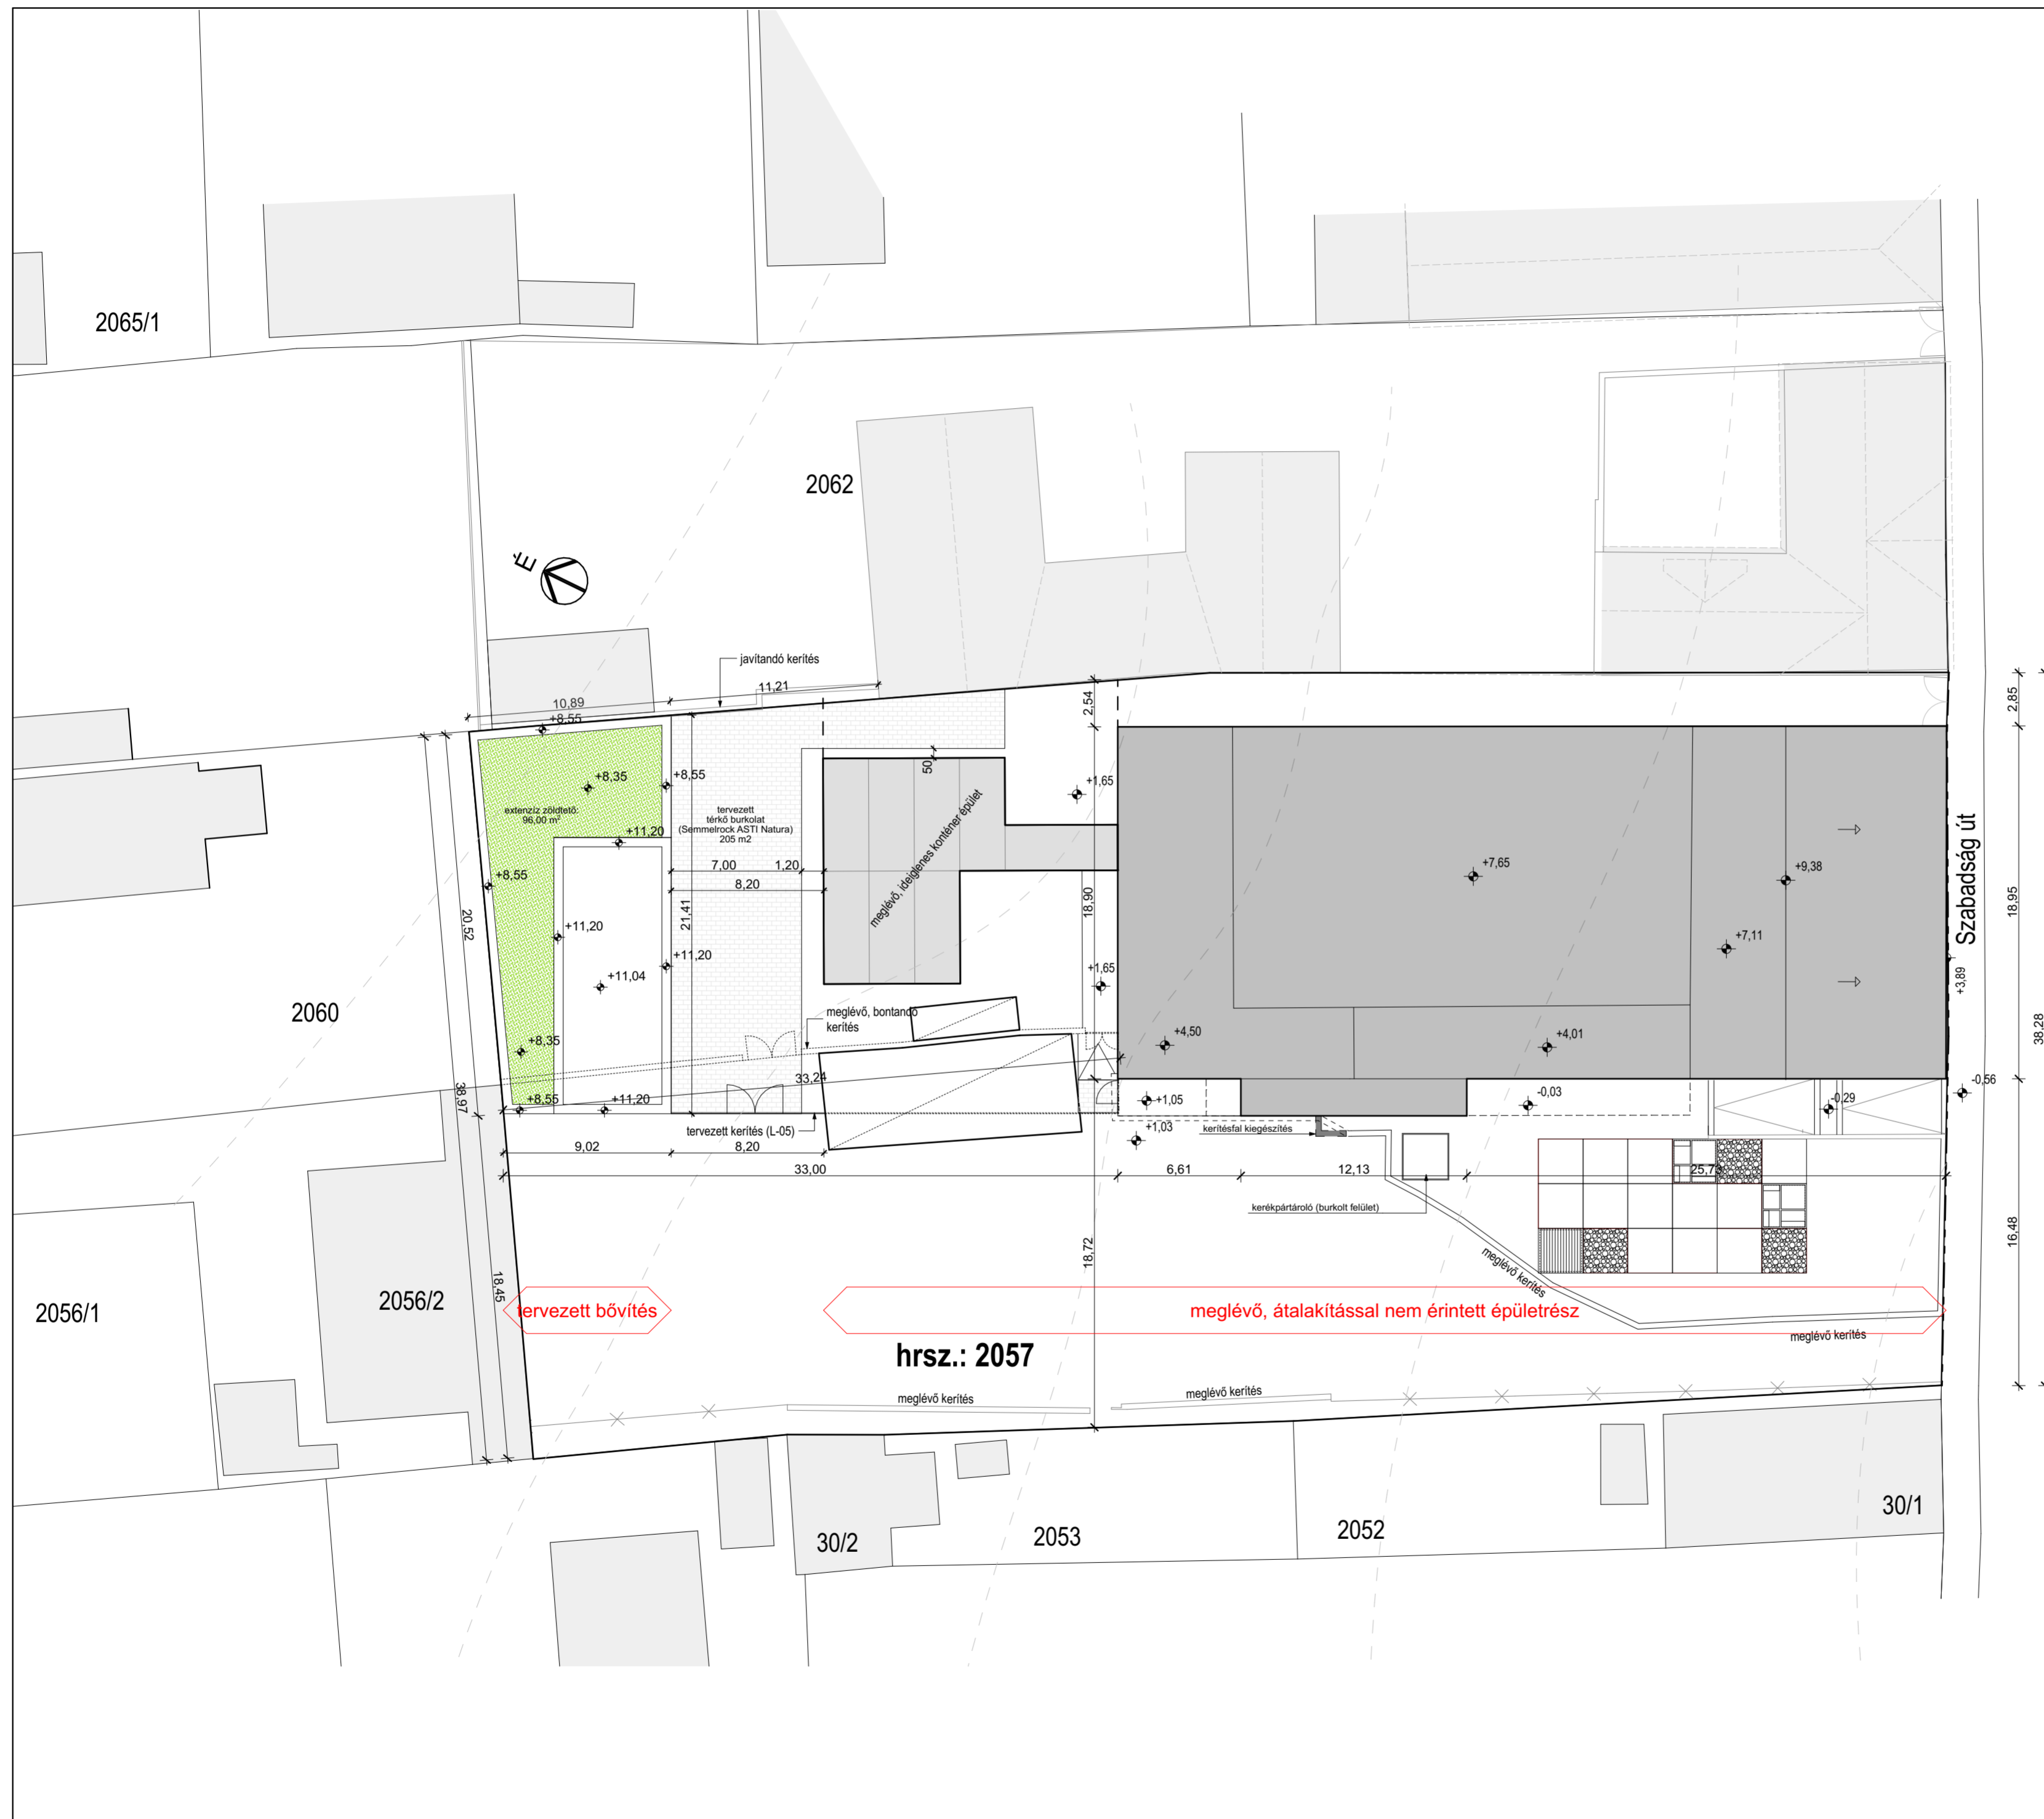 2065/1
2062
É
javítandó kerítés
11,21
10,89
2,54
2,85
+8,55
+8,35
+8,55
50
+1,65
extenzíz zöldtető:
96,00 m²
tervezett
térkő burkolat
(Semmelrock ASTI Natura)
205 m2
+11,20
meglévő, ideiglenes konténer épület
7,00
1,20
8,20
+7,65
+9,38
Szabadság út
+8,55
20,52
21,41
18,90
18,95
+11,20
+11,20
+7,11
+11,04
+1,65
+3,89
2060
meglévő, bontandó
kerítés
+4,50
+4,01
38,28
+8,35
33,24
38,97
-0,56
+8,55
+11,20
+1,05
-0,03
-0,29
tervezett kerítés (L-05)
+1,03
kerítésfal kiegészítés
9,02
8,20
33,00
6,61
12,13
25,73
kerékpártároló (burkolt felület)
18,72
16,48
meglévő kerítés
18,45
2056/1
2056/2
tervezett bővítés
meglévő, átalakítással nem érintett épületrész
meglévő kerítés
hrsz.: 2057
meglévő kerítés
meglévő kerítés
30/1
30/2
2053
2052